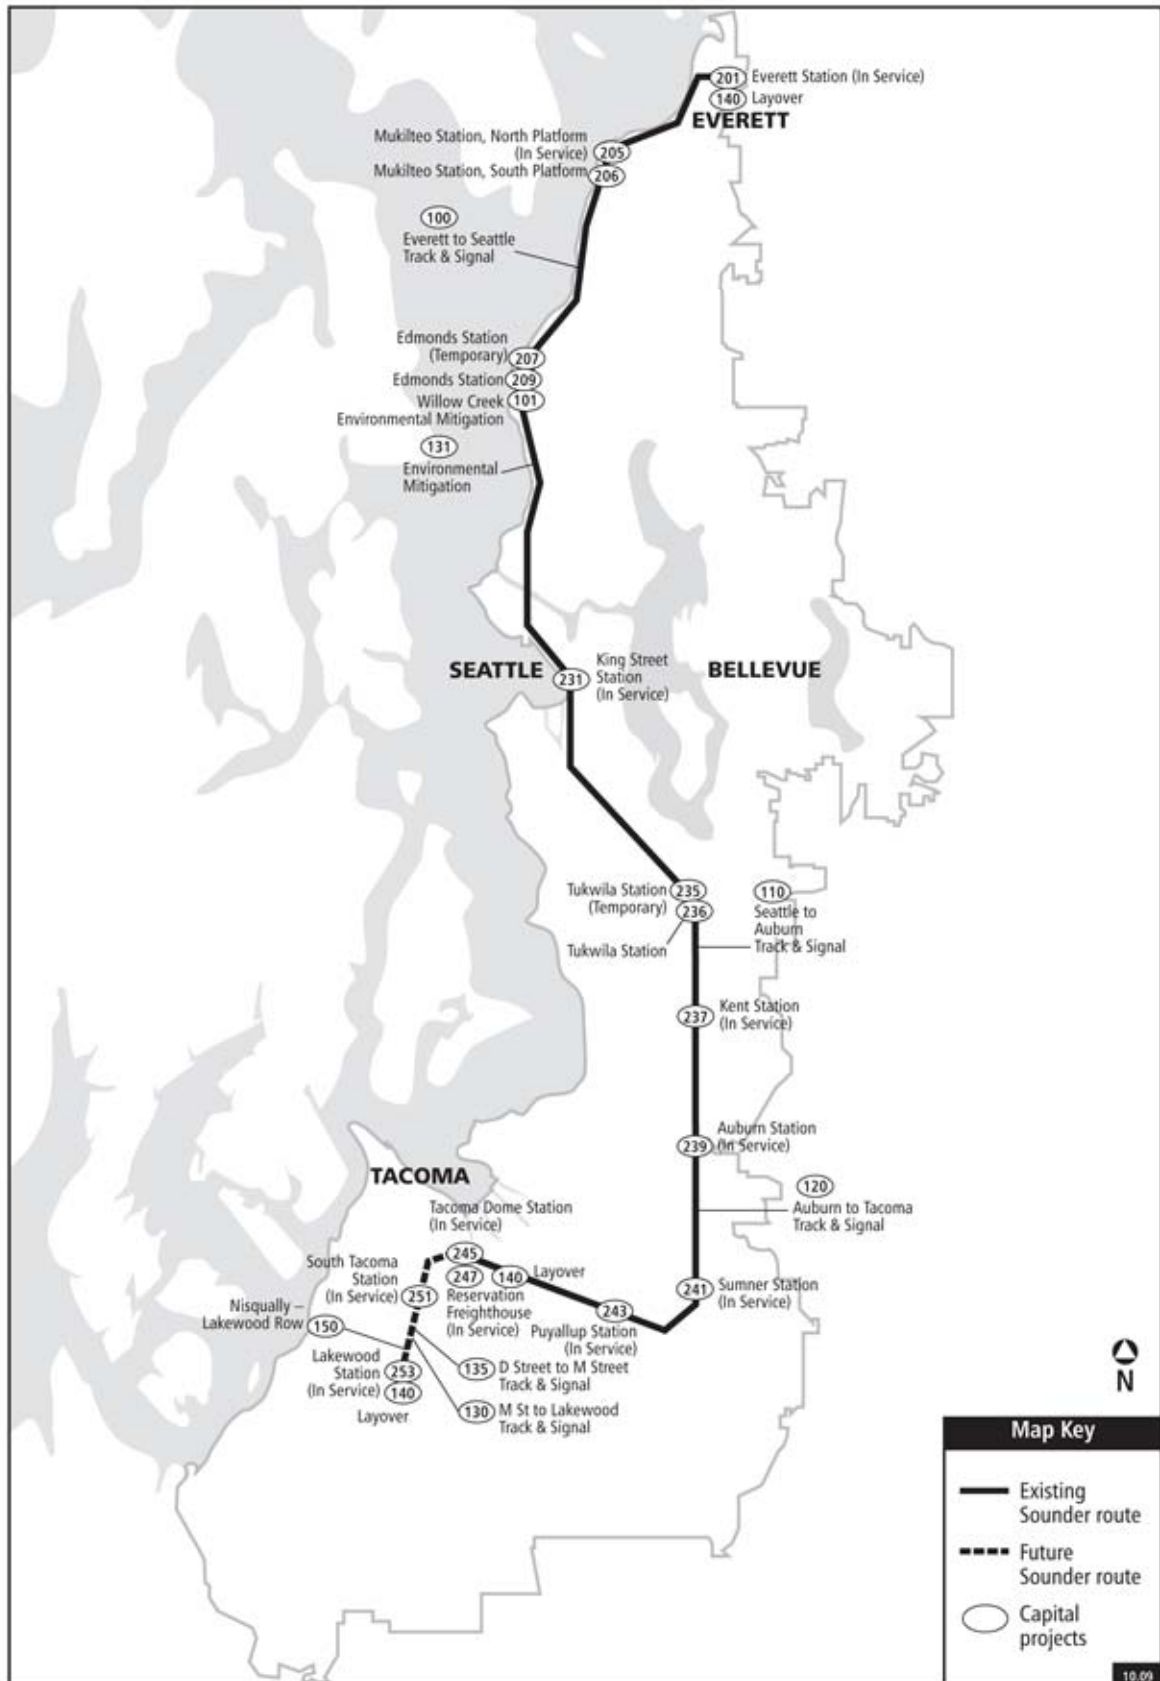 201 Everett Station (In Service)
140 Layover
EVERETT
Mukilteo Station, North Platform
(In Service) 205
Mukilteo Station, South Platform 206
100
Everett to Seattle
Track & Signal
Edmonds Station
(Temporary) 207
Edmonds Station 209
Willow Creek 101
Environmental Mitigation
131
Environmental
Mitigation
SEATTLE
231
King Street
Station
(In Service)
BELLEVUE
Tukwila Station 235
(Temporary)
236
Tukwila Station
110
Seattle to
Auburn
Track & Signal
237
Kent Station
(In Service)
239
Auburn Station
(In Service)
120
Auburn to Tacoma
Track & Signal
TACOMA
Tacoma Dome Station
(In Service)
245
247
Reservation
Freighthouse
(In Service)
140 Layover
South Tacoma
Station
(In Service) 251
241
Sumner Station
(In Service)
243
Puyallup Station
(In Service)
Nisqually –
Lakewood Row 150
Lakewood
Station
(In Service)
253
140
Layover
135 D Street to M Street
Track & Signal
130 M St to Lakewood
Track & Signal
N
Map Key
Existing
Sounder route
Future
Sounder route
Capital
projects
10.09